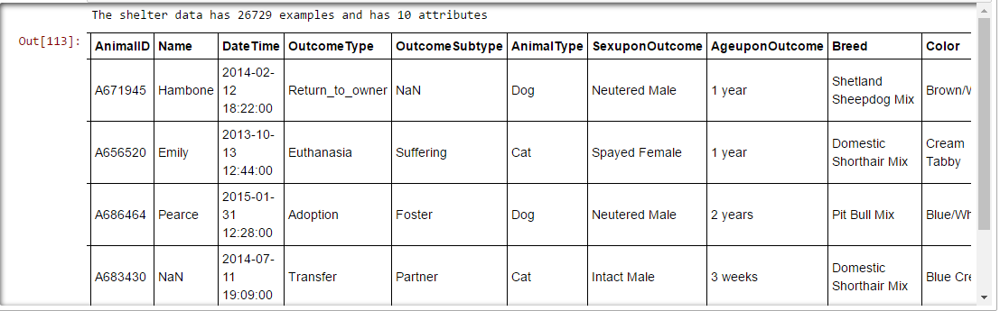 The shelter data has 26729 examples and has 10 attributes
Out[113]:
AnimalID Name DateTime OutcomeType OutcomeSubtype AnimalType SexuponOutcome AgeuponOutcome Breed Color
A671945 Hambone 2014-02-12 18:22:00 Return_to_owner NaN Dog Neutered Male 1 year Shetland Sheepdog Mix Brown/W
A656520 Emily 2013-10-13 12:44:00 Euthanasia Suffering Cat Spayed Female 1 year Domestic Shorthair Mix Cream Tabby
A686464 Pearce 2015-01-31 12:28:00 Adoption Foster Dog Neutered Male 2 years Pit Bull Mix Blue/Wh
A683430 NaN 2014-07-11 19:09:00 Transfer Partner Cat Intact Male 3 weeks Domestic Shorthair Mix Blue Cre